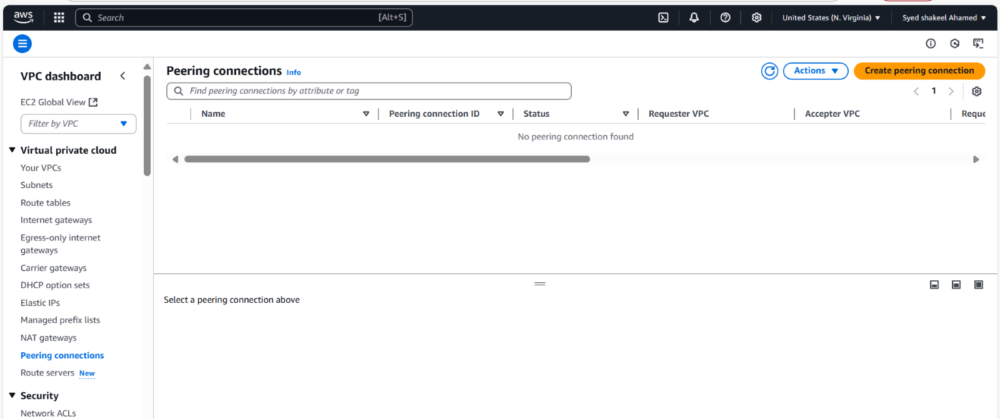 aws
Search [Alt+S]
United States (N. Virginia)
Syed shakeel Ahamed
VPC dashboard
EC2 Global View
Filter by VPC
Virtual private cloud
Your VPCs
Subnets
Route tables
Internet gateways
Egress-only internet
gateways
Carrier gateways
DHCP option sets
Elastic IPs
Managed prefix lists
NAT gateways
Peering connections
Route servers New
Security
Network ACLs
Peering connections Info
Actions
Create peering connection
Find peering connections by attribute or tag
1
Name Peering connection ID Status Requester VPC Accepter VPC Reque
No peering connection found
Select a peering connection above